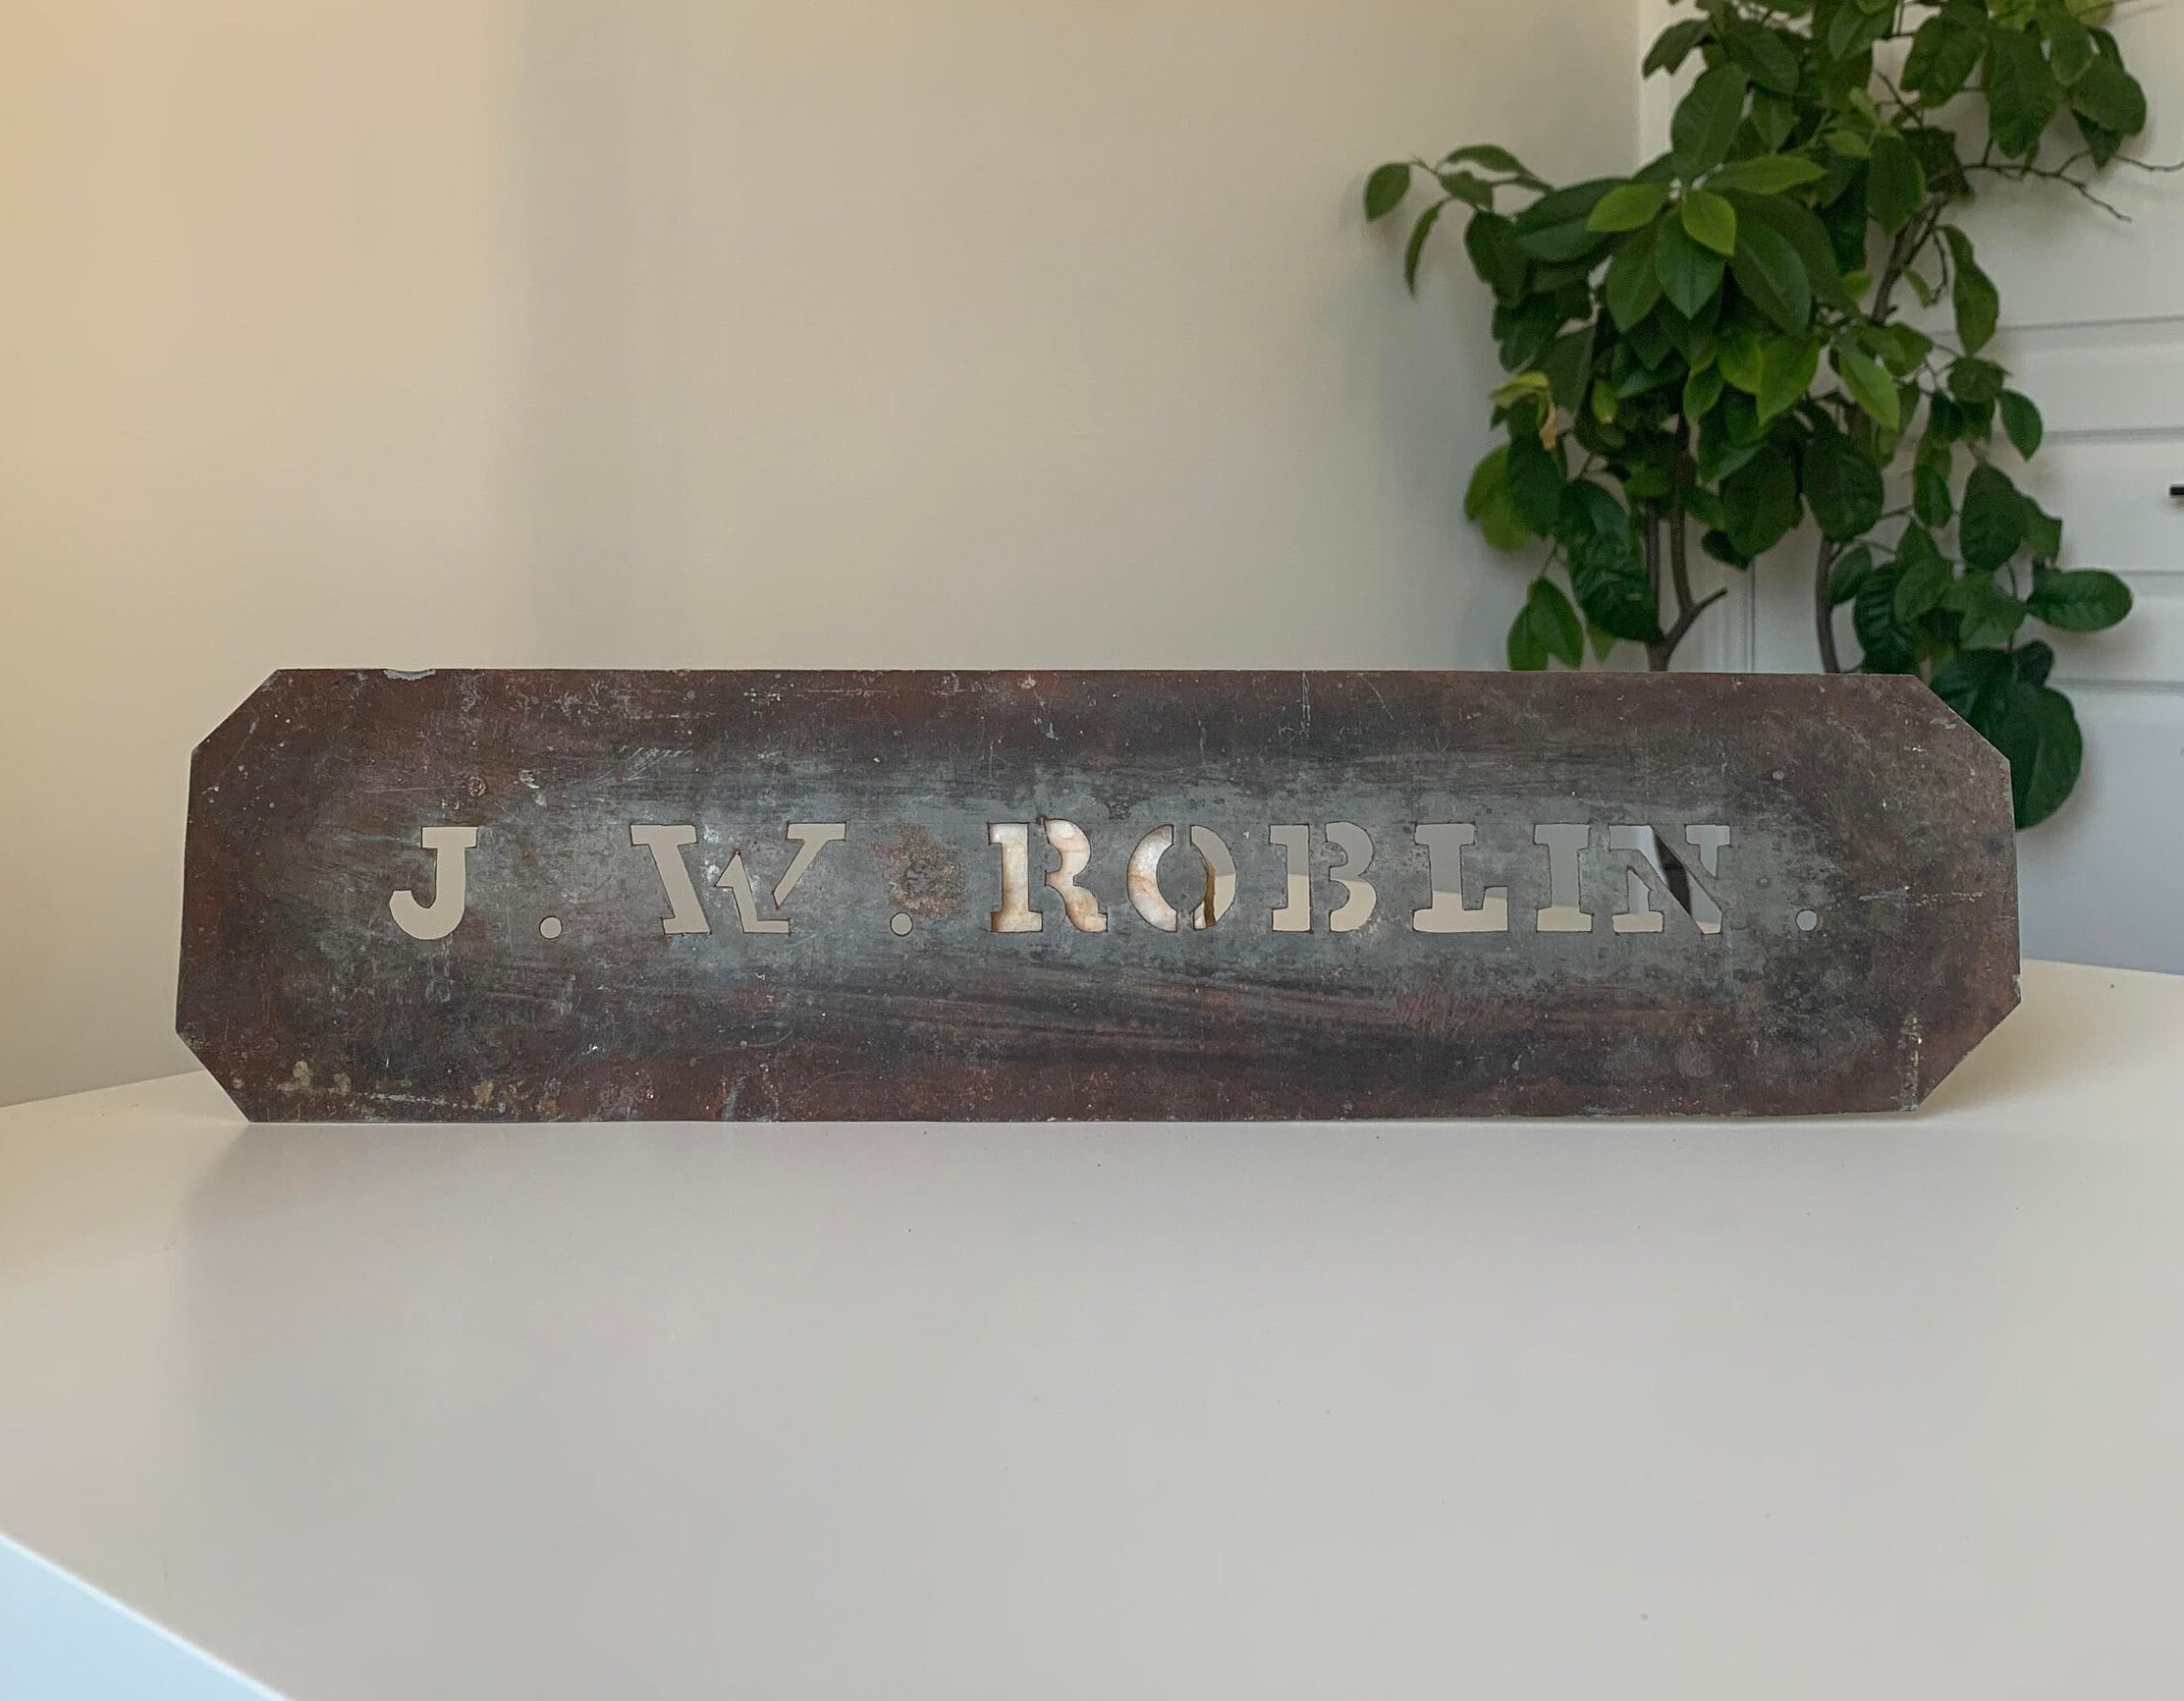 J. W. ROBLIN.